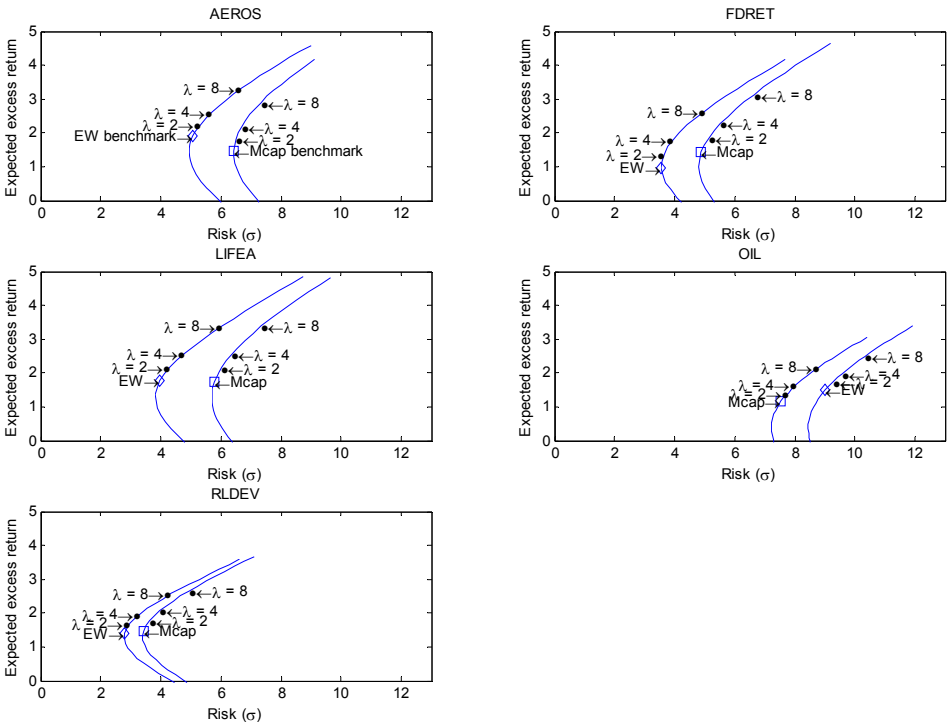 AEROS
Expected excess return
5
4
3
2
1
0
λ = 8
λ = 4
λ = 2
EW benchmark
λ = 8
λ = 4
λ = 2
Mcap benchmark
0 2 4 6 8 10 12
Risk (σ)
FDRET
Expected excess return
5
4
3
2
1
0
λ = 8
λ = 4
λ = 2
EW
λ = 8
λ = 4
λ = 2
Mcap
0 2 4 6 8 10 12
Risk (σ)
LIFEA
Expected excess return
5
4
3
2
1
0
λ = 8
λ = 4
λ = 2
EW
λ = 8
λ = 4
λ = 2
Mcap
0 2 4 6 8 10 12
Risk (σ)
OIL
Expected excess return
5
4
3
2
1
0
λ = 8
λ = 4
λ = 2
Mcap
λ = 8
λ = 4
λ = 2
EW
0 2 4 6 8 10 12
Risk (σ)
RLDEV
Expected excess return
5
4
3
2
1
0
λ = 8
λ = 4
λ = 2
EW
λ = 8
λ = 4
λ = 2
Mcap
0 2 4 6 8 10 12
Risk (σ)